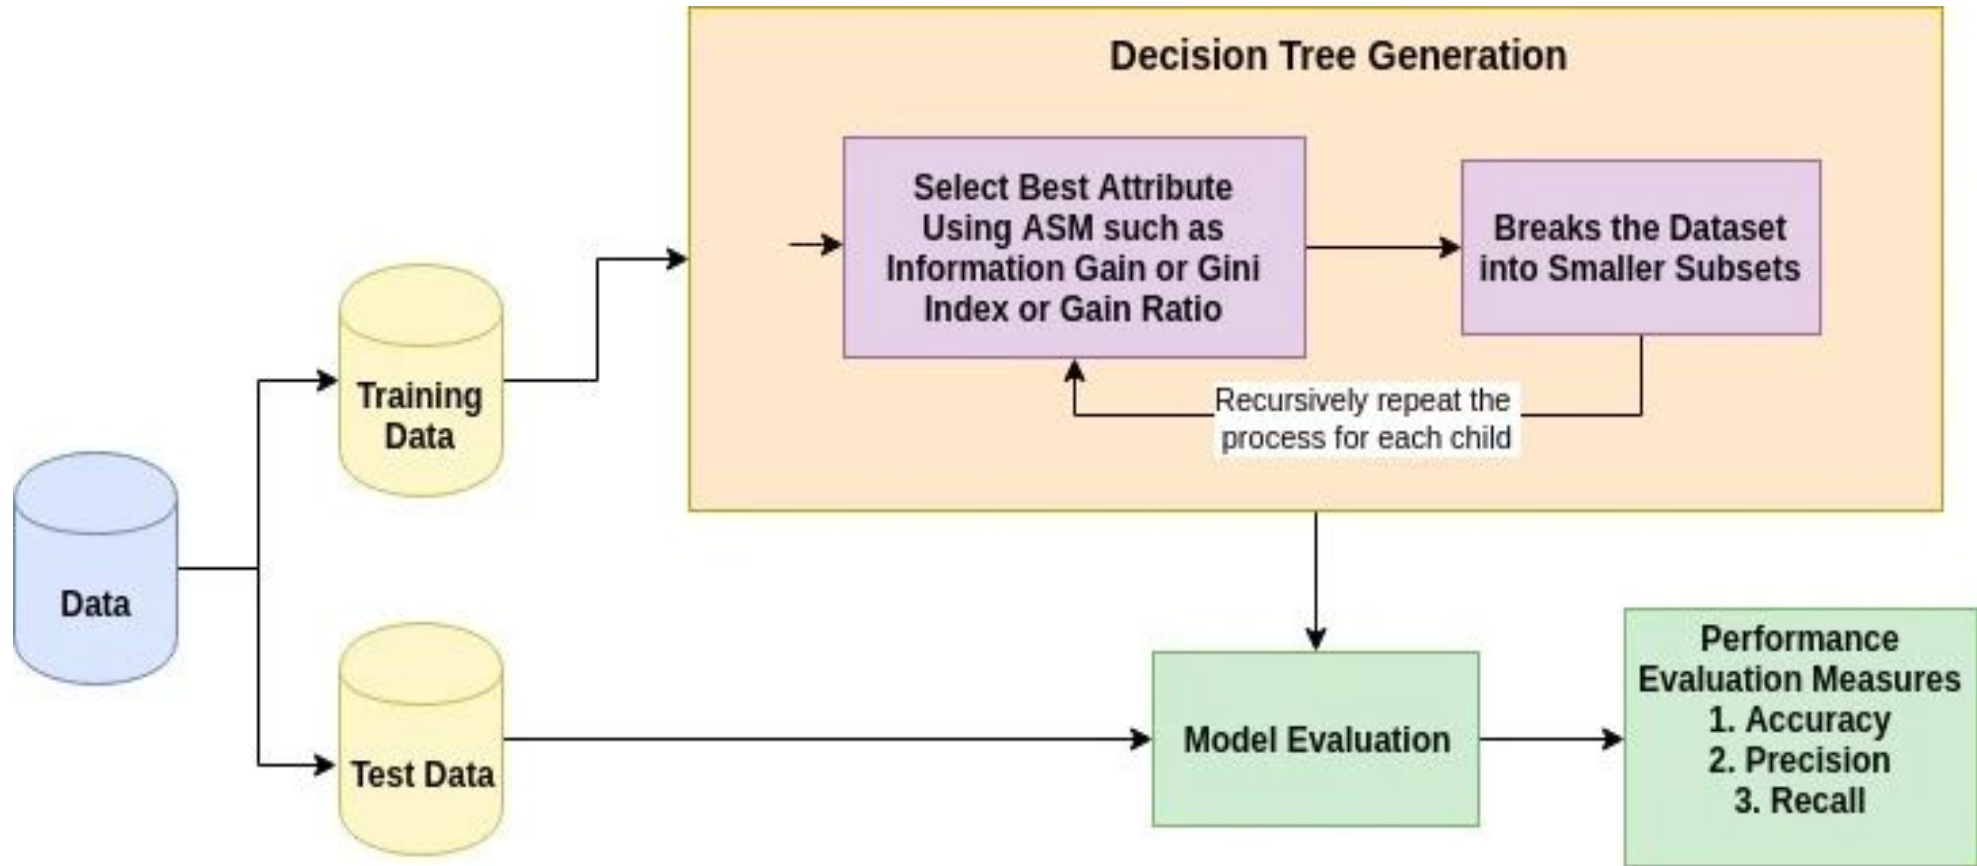 Decision Tree Generation
Select Best Attribute
Using ASM such as
Information Gain or Gini
Index or Gain Ratio
Breaks the Dataset
into Smaller Subsets
Recursively repeat the
process for each child
Training
Data
Data
Test Data
Model Evaluation
Performance
Evaluation Measures
1. Accuracy
2. Precision
3. Recall